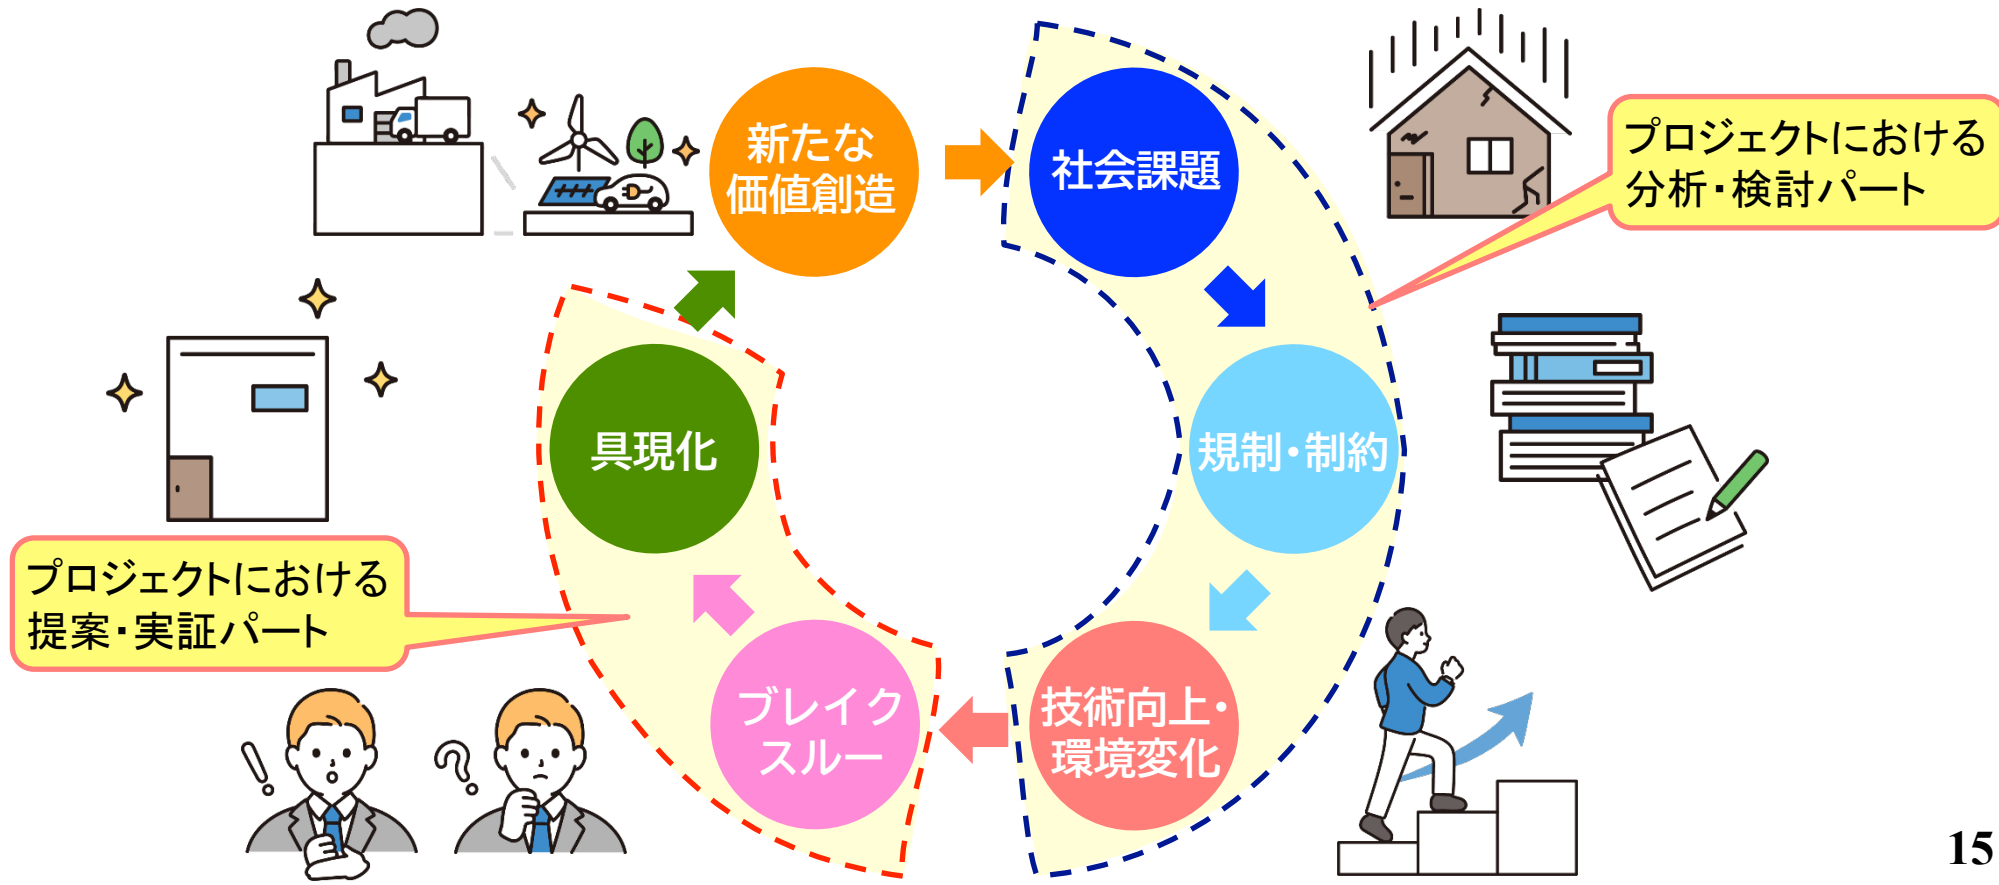 新たな
価値創造
社会課題
プロジェクトにおける
分析・検討パート
規制・制約
技術向上・
環境変化
ブレイク
スルー
具現化
プロジェクトにおける
提案・実証パート
15